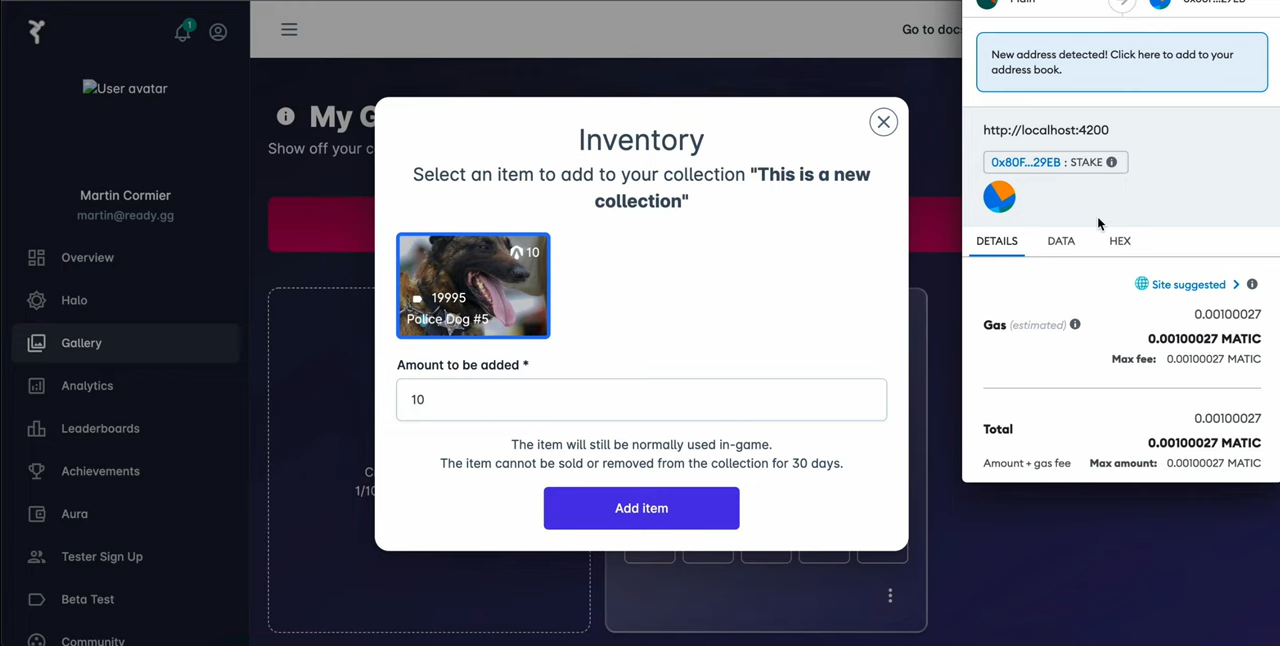 1
User avatar
Martin Cormier
martin@ready.gg
Overview
Halo
Gallery
Analytics
Leaderboards
Achievements
Aura
Tester Sign Up
Beta Test
Community
Go to doc
My G
Show off your c
1/10
Inventory
Select an item to add to your collection "This is a new
collection"
10
19995
Police Dog #5
Amount to be added *
10
The item will still be normally used in-game.
The item cannot be sold or removed from the collection for 30 days.
Add item
New address detected! Click here to add to your
address book.
http://localhost:4200
0x80F...29EB : STAKE
DETAILS DATA HEX
Site suggested >
0.00100027
Gas (estimated)
0.00100027 MATIC
Max fee: 0.00100027 MATIC
0.00100027
Total
0.00100027 MATIC
Amount + gas fee Max amount: 0.00100027 MATIC